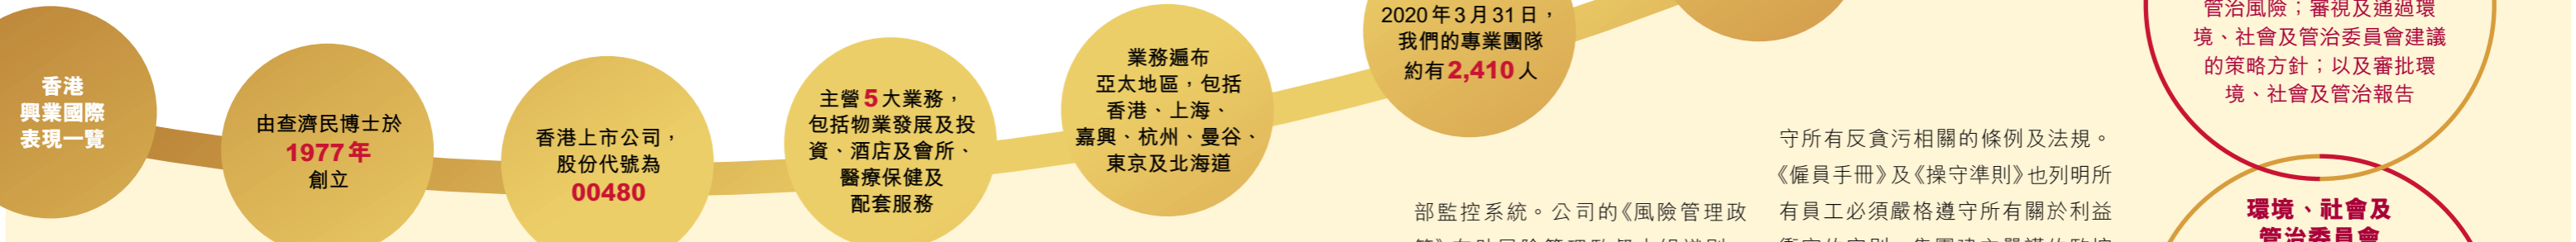 香港
興業國際
表現一覽
由查濟民博士於
1977年
創立
香港上市公司，
股份代號為
00480
主營5大業務，
包括物業發展及投
資、酒店及會所、
醫療保健及
配套服務
業務遍布
亞太地區，包括
香港、上海、
嘉興、杭州、曼谷、
東京及北海道
2020年3月31日，
我們的專業團隊
約有2,410人
部監控系統。公司的《風險管理政
守所有反貪污相關的條例及法規。
《僱員手冊》及《操守準則》也列明所
有員工必須嚴格遵守所有關於利益
管治風險；審視及通過環
境、社會及管治委員會建議
的策略方針；以及審批環
境、社會及管治報告
環境、社會及
管治委員會